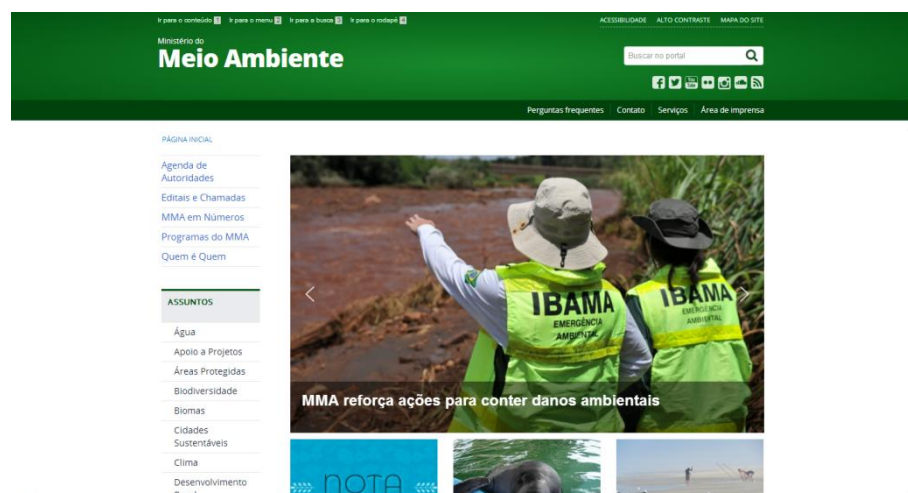 Ir para o conteúdo 1 Ir para o menu 2 Ir para a busca 3 Ir para o rodapé 4
ACESSIBILIDADE ALTO CONTRASTE MAPA DO SITE
Ministério do
Meio Ambiente
Buscar no portal
You Tube
Perguntas frequentes Contato Serviços Área de imprensa
PÁGINA INICIAL
Agenda de
Autoridades
Editais e Chamadas
MMA em Números
Programas do MMA
Quem é Quem
ASSUNTOS
Água
Apoio a Projetos
Áreas Protegidas
Biodiversidade
Biomas
Cidades
Sustentáveis
Clima
Desenvolvimento
IBAMA
EMERGÊNCIA
AMBIENTAL
IBAMA
EMERGÊNCIA
AMBIENTAL
MMA reforça ações para conter danos ambientais
NOTA